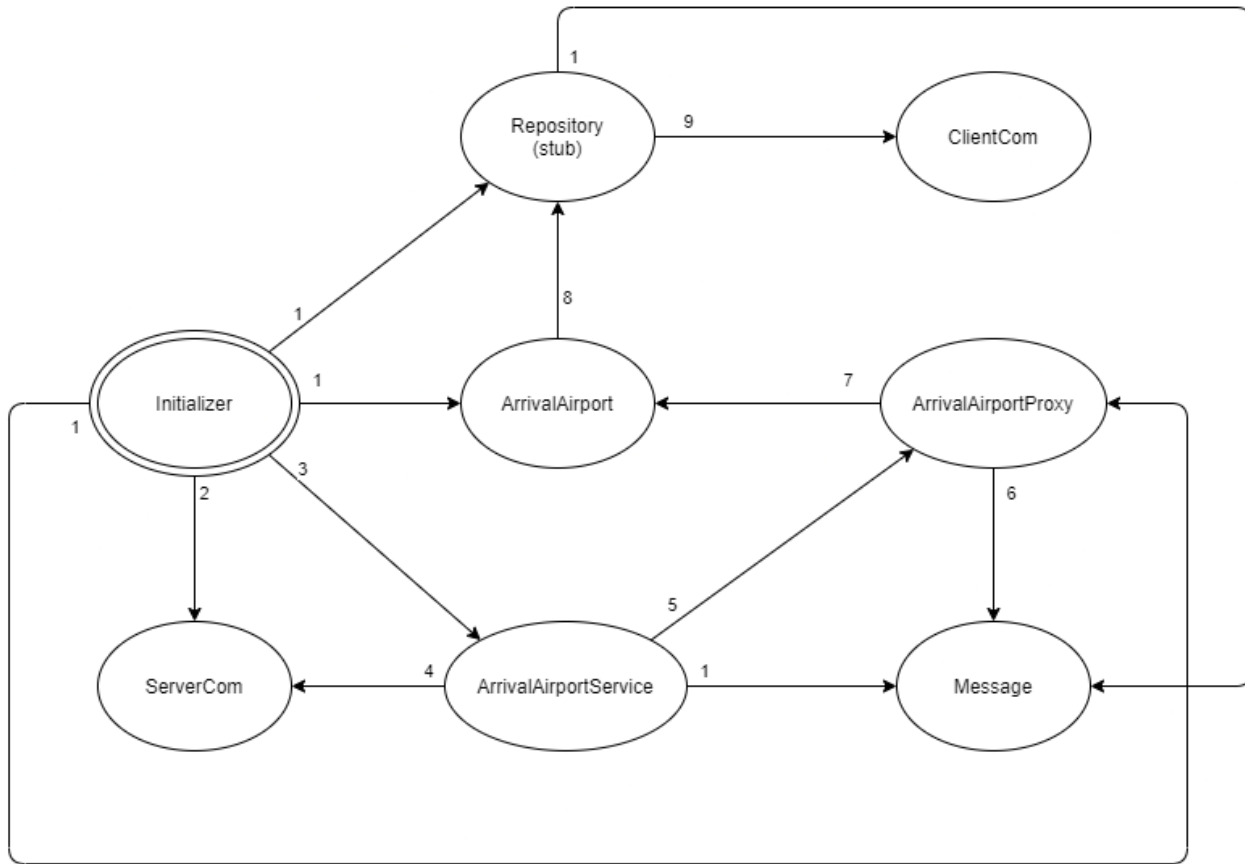 1
Repository
(stub)
9
ClientCom
1
8
Initializer
1
ArrivalAirport
7
ArrivalAirportProxy
1
3
2
6
5
ServerCom
4
ArrivalAirportService
1
Message